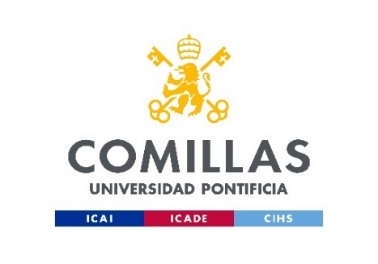 COMILLAS
UNIVERSIDAD PONTIFICIA
ICAI ICADE CIHS